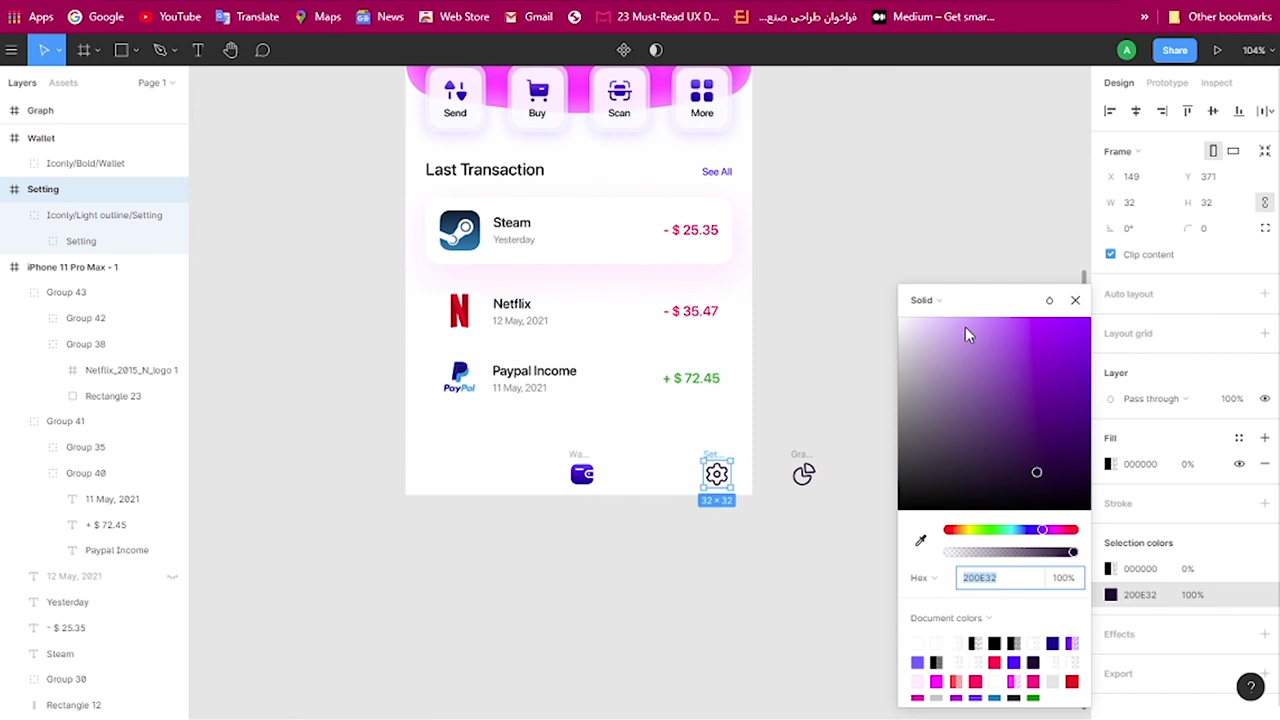 Apps Google YouTube Translate Maps News Web Store Gmail 23 Must-Read UX D... فراخوان طراحی صنع... Medium – Get smar... » Other bookmarks
A Share 104%
Layers Assets Page 1
Graph
Wallet
Iconly/Bold/Wallet
Setting
Iconly/Light outline/Setting
Setting
iPhone 11 Pro Max - 1
Group 43
Group 42
Group 38
Netflix_2015_N_logo 1
Rectangle 23
Group 41
Group 35
Group 40
11 May, 2021
+ $ 72.45
Paypal Income
12 May, 2021
Yesterday
- $ 25.35
Steam
Group 30
Rectangle 12
Send Buy Scan More
Last Transaction See All
Steam
Yesterday
- $ 25.35
Netflix
12 May, 2021
- $ 35.47
PayPal
Paypal Income
11 May, 2021
+ $ 72.45
Wa... Set... Gra...
32 × 32
Solid
Hex 200E32 100%
Document colors
Design Prototype Inspect
Frame
X 149 Y 371
W 32 H 32
0° 0
Clip content
Auto layout
Layout grid
Layer
Pass through 100%
Fill
000000 0%
Stroke
Selection colors
000000 0%
200E32 100%
Effects
Export
?